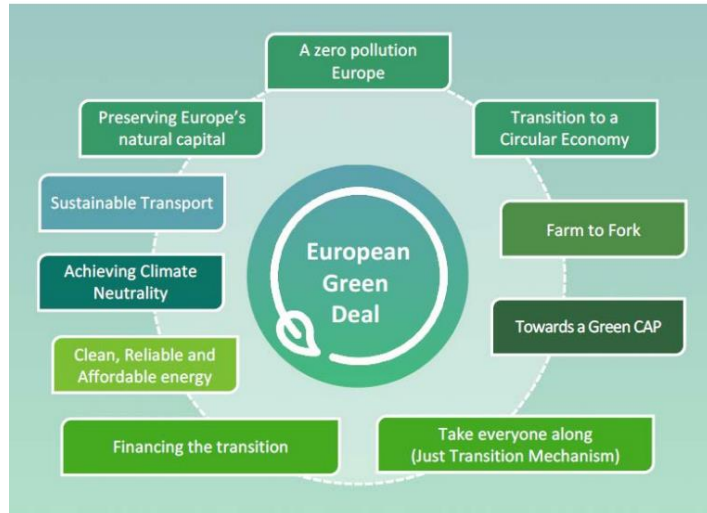 A zero pollution
Europe
Preserving Europe's
natural capital
Transition to a
Circular Economy
Sustainable Transport
Farm to Fork
European
Green
Deal
Achieving Climate
Neutrality
Towards a Green CAP
Clean, Reliable and
Affordable energy
Financing the transition
Take everyone along
(Just Transition Mechanism)